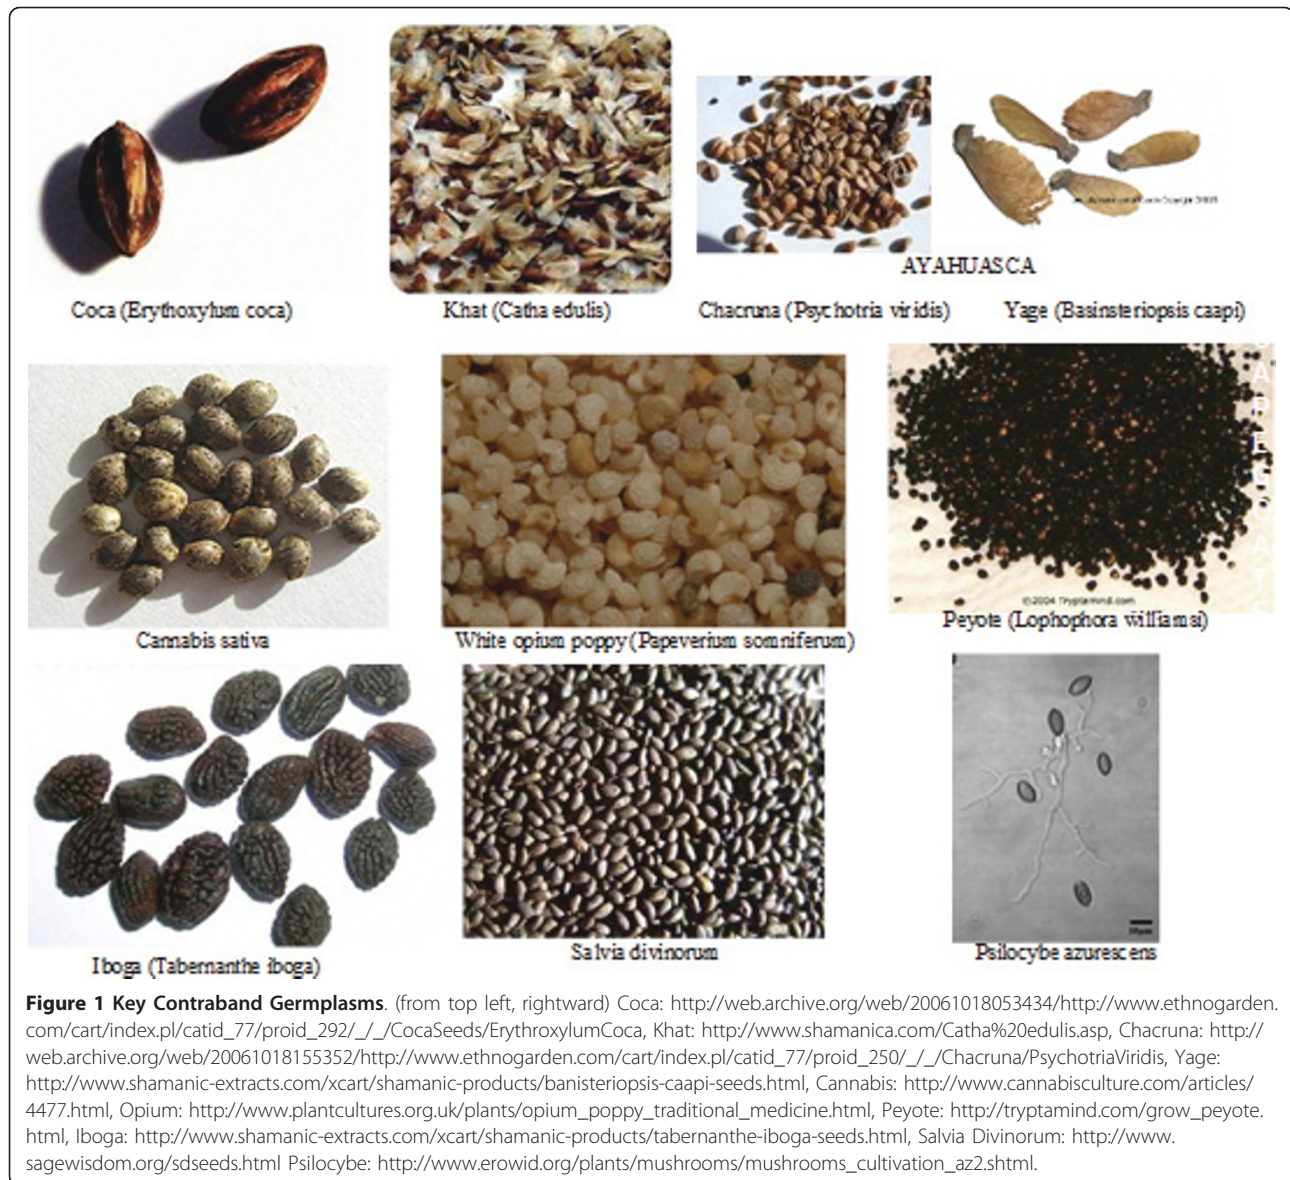 AYAHUASCA
Coca (Erythoxylum coca)
Khat (Catha edulis)
Chacruna (Psychotria viridis)
Yage (Basinsteriopsis caapi)
©2004 Tryptamind.com
Cannabis sativa
White opium poppy (Papeverium somniferum)
Peyote (Lophophora williamsi)
10µm
Iboga (Tabernanthe iboga)
Salvia divinorum
Psilocybe azurescens
Figure 1 Key Contraband Germplasms. (from top left, rightward) Coca: http://web.archive.org/web/20061018053434/http://www.ethnogarden.
com/cart/index.pl/catid_77/proid_292/_/_/CocaSeeds/ErythroxylumCoca, Khat: http://www.shamanica.com/Catha%20edulis.asp, Chacruna: http://
web.archive.org/web/20061018155352/http://www.ethnogarden.com/cart/index.pl/catid_77/proid_250/_/_/Chacruna/PsychotriaViridis, Yage:
http://www.shamanic-extracts.com/xcart/shamanic-products/banisteriopsis-caapi-seeds.html, Cannabis: http://www.cannabisculture.com/articles/
4477.html, Opium: http://www.plantcultures.org.uk/plants/opium_poppy_traditional_medicine.html, Peyote: http://tryptamind.com/grow_peyote.
html, Iboga: http://www.shamanic-extracts.com/xcart/shamanic-products/tabernanthe-iboga-seeds.html, Salvia Divinorum: http://www.
sagewisdom.org/sdseeds.html Psilocybe: http://www.erowid.org/plants/mushrooms/mushrooms_cultivation_az2.shtml.